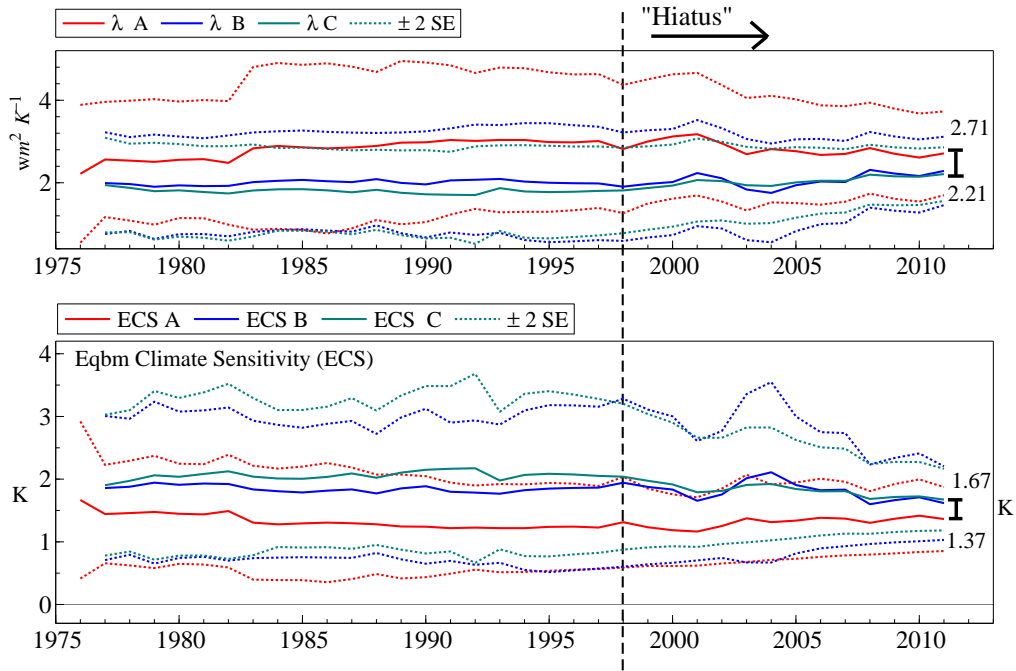 "Hiatus"
λ A λ B λ C ± 2 SE
4
2
wm² K⁻¹
2.71
2.21
1975 1980 1985 1990 1995 2000 2005 2010
ECS A ECS B ECS C ± 2 SE
Eqbm Climate Sensitivity (ECS)
4
3
2
1
0
K
1.67
K
1.37
1975 1980 1985 1990 1995 2000 2005 2010